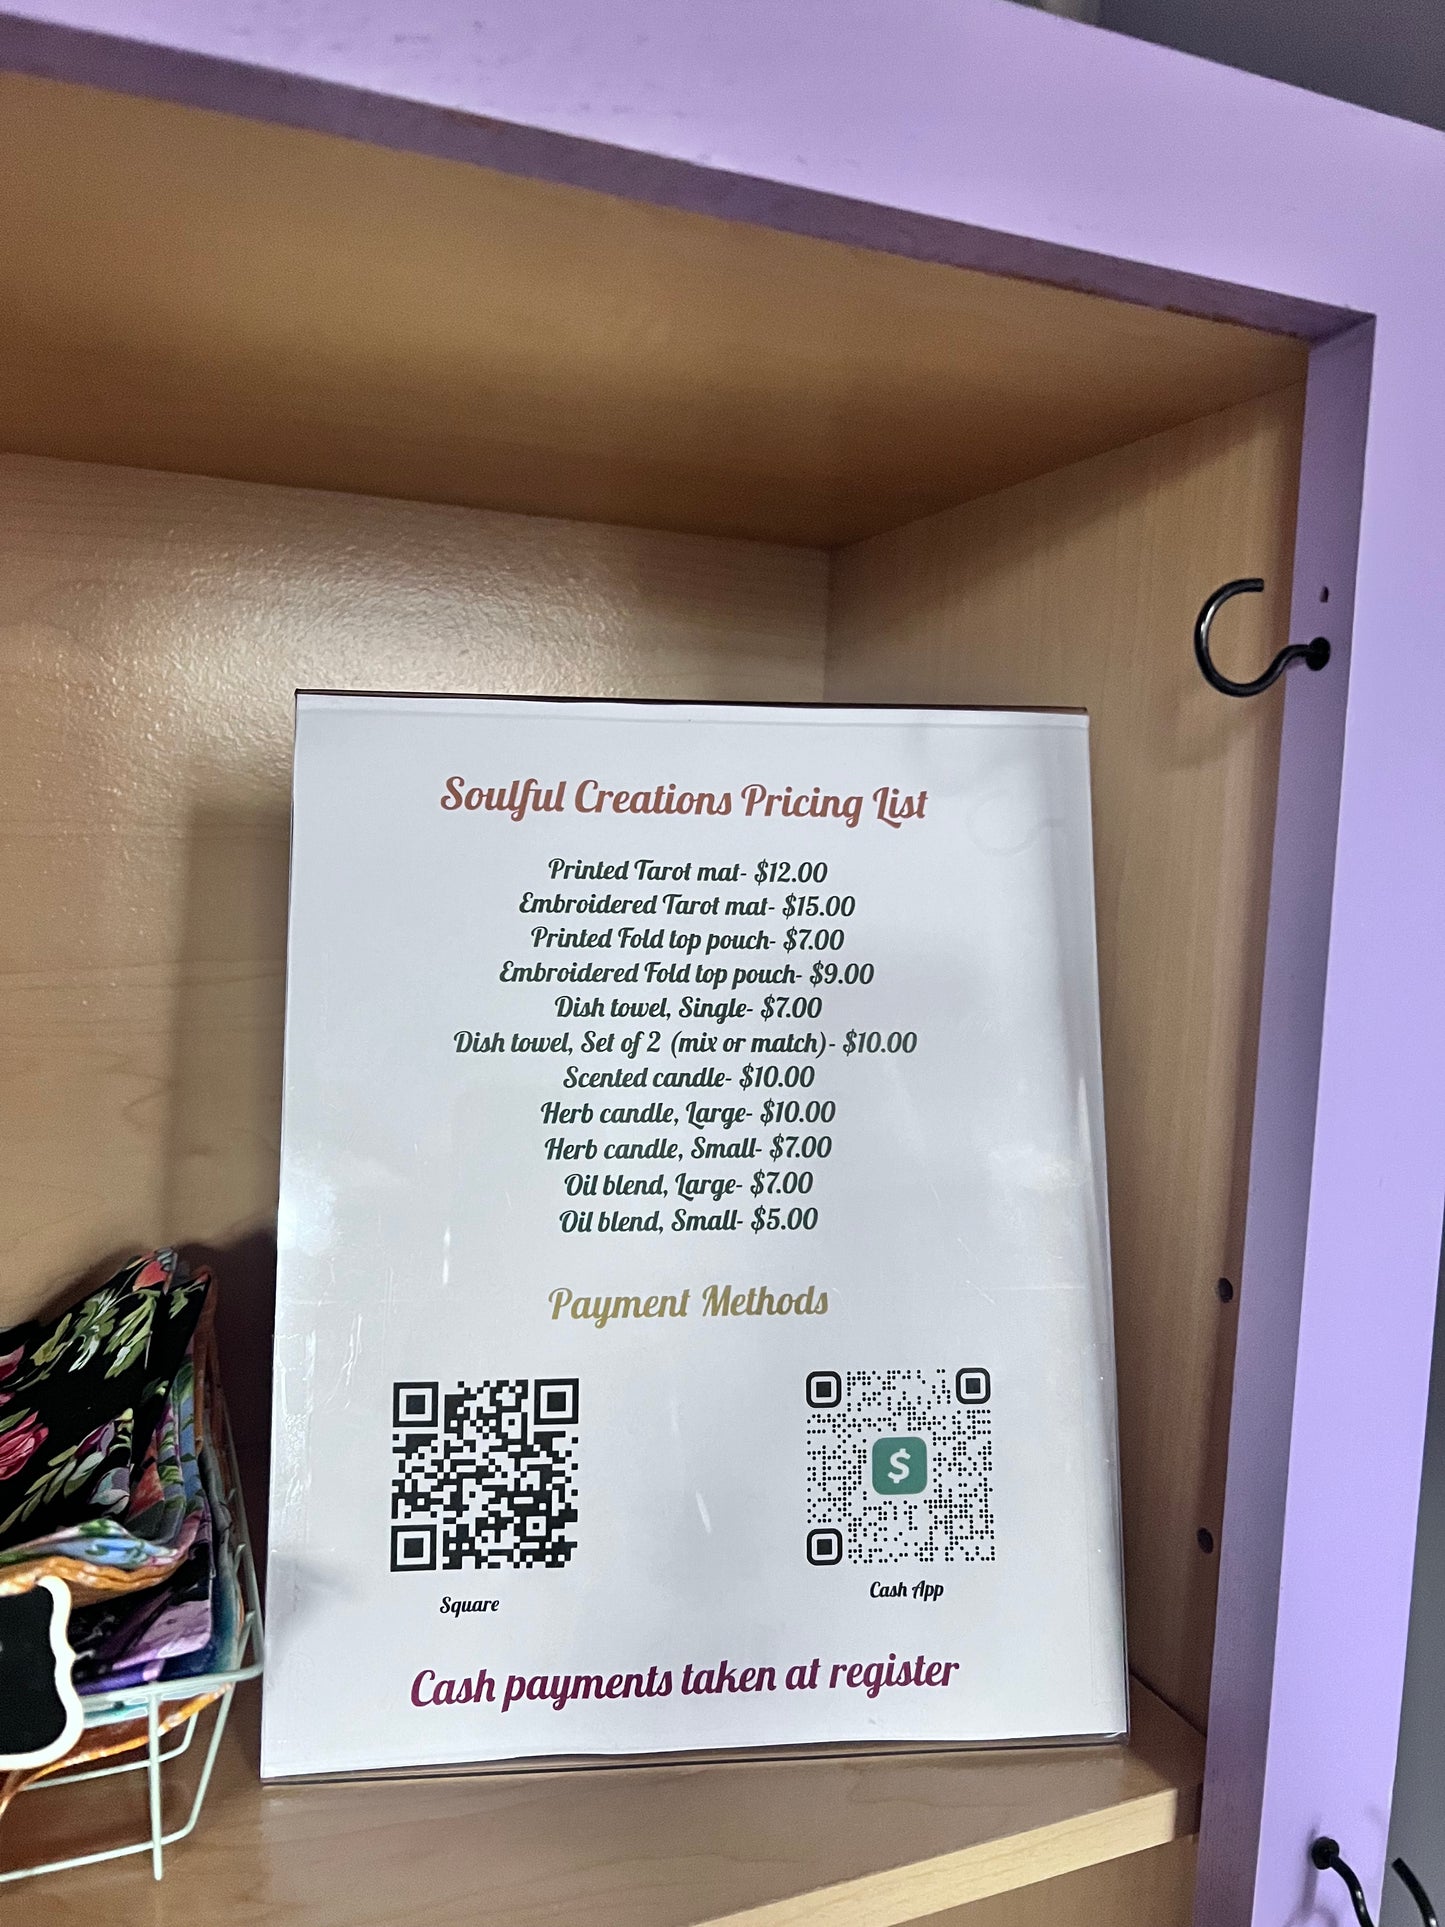 Soulful Creations Pricing List
Printed Tarot mat- $12.00
Embroidered Tarot mat- $15.00
Printed Fold top pouch- $7.00
Embroidered Fold top pouch- $9.00
Dish towel, Single- $7.00
Dish towel, Set of 2 (mix or match)- $10.00
Scented candle- $10.00
Herb candle, Large- $10.00
Herb candle, Small- $7.00
Oil blend, Large- $7.00
Oil blend, Small- $5.00
Payment Methods
$
Square
Cash App
Cash payments taken at register